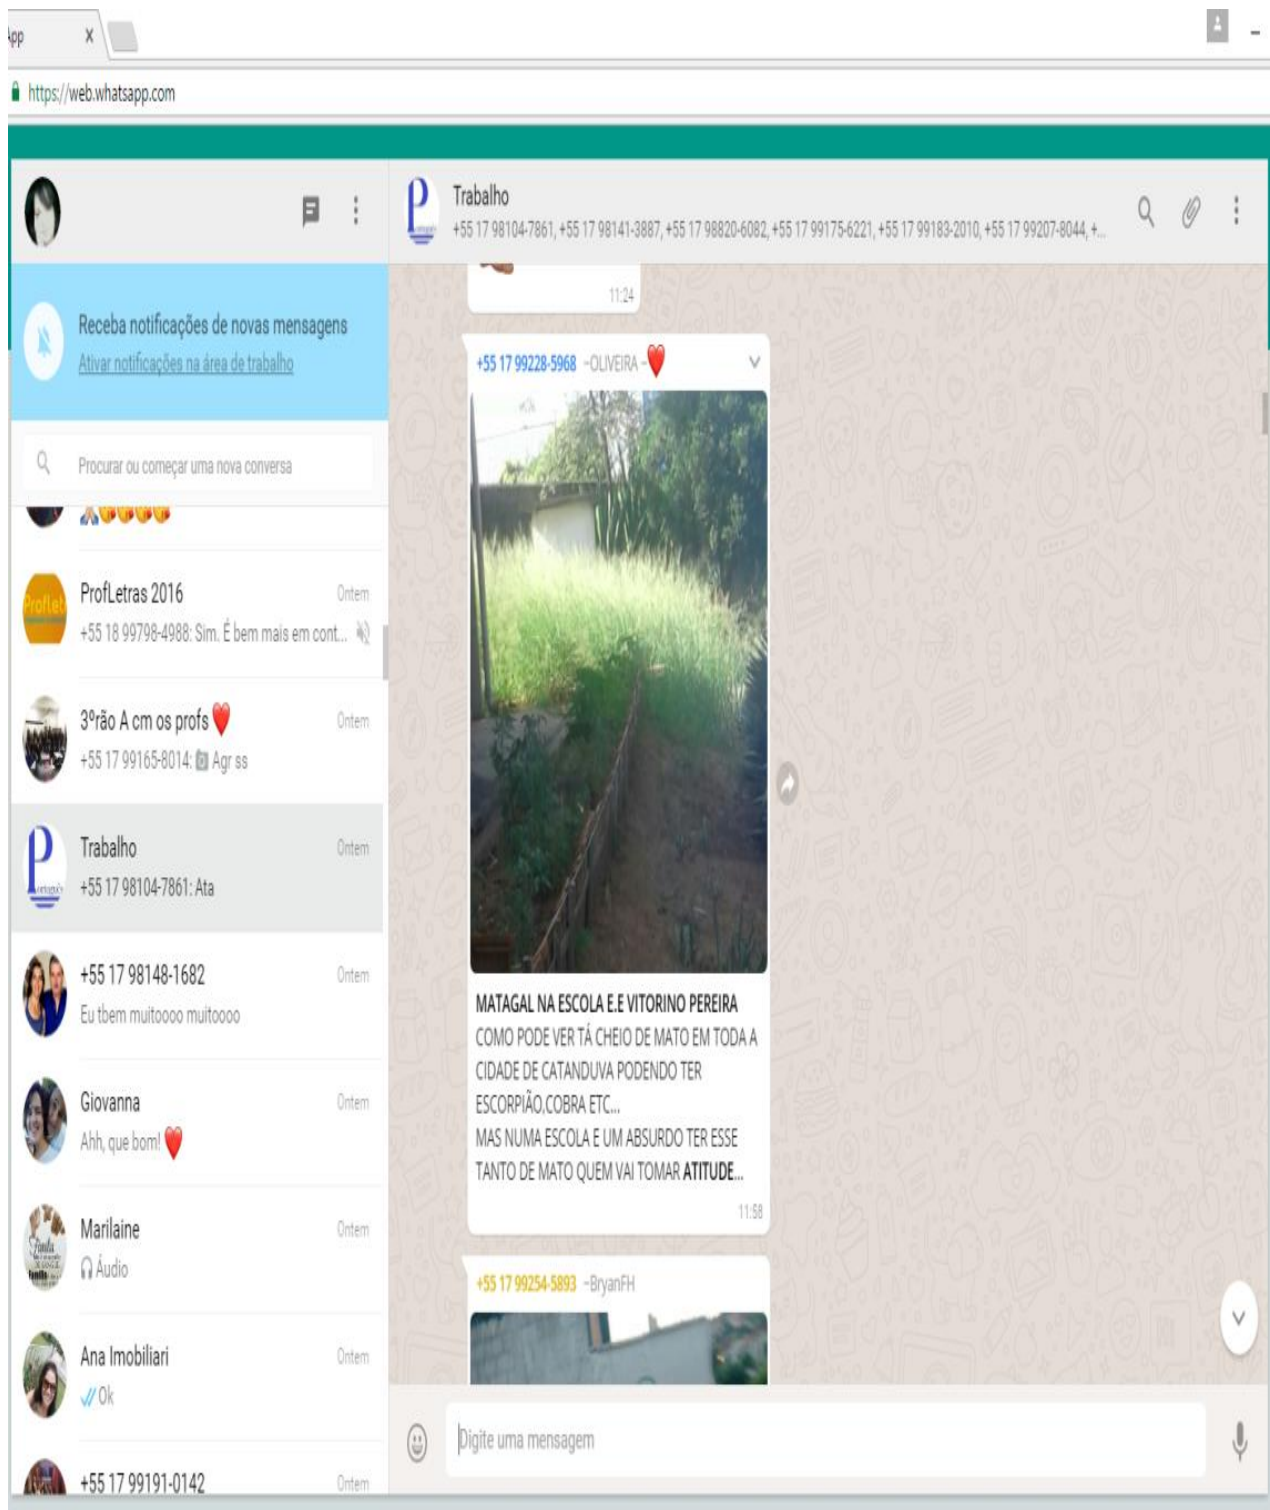 App
https://web.whatsapp.com
Receba notificações de novas mensagens
Ativar notificações na área de trabalho
Procurar ou começar uma nova conversa
ProfLetras 2016
Ontem
+55 18 99798-4988: Sim. É bem mais em cont...
3ºrão A cm os profs
Ontem
+55 17 99165-8014: Agr ss
Trabalho
Ontem
+55 17 98104-7861: Ata
+55 17 98148-1682
Ontem
Eu tbem muitoooo muitoooo
Giovanna
Ontem
Ahh, que bom!
Marilaine
Ontem
Áudio
Ana Imobiliari
Ontem
Ok
+55 17 99191-0142
Ontem
Trabalho
+55 17 98104-7861, +55 17 98141-3887, +55 17 98820-6082, +55 17 99175-6221, +55 17 99183-2010, +55 17 99207-8044, +...
11:24
+55 17 99228-5968 ~OLIVEIRA ~
MATAGAL NA ESCOLA E.E VITORINO PEREIRA
COMO PODE VER TÁ CHEIO DE MATO EM TODA A
CIDADE DE CATANDUVA PODENDO TER
ESCORPIÃO,COBRA ETC...
MAS NUMA ESCOLA E UM ABSURDO TER ESSE
TANTO DE MATO QUEM VAI TOMAR ATITUDE...
11:58
+55 17 99254-5893 ~BryanFH
Digite uma mensagem